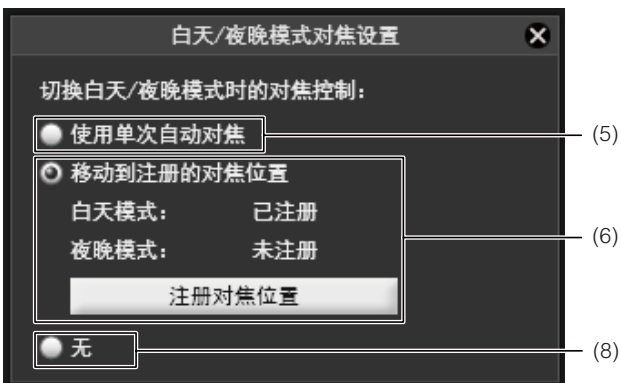 白天/夜晚模式对焦设置
切换白天/夜晚模式时的对焦控制:
使用单次自动对焦
(5)
移动到注册的对焦位置
白天模式: 已注册
(6)
夜晚模式: 未注册
注册对焦位置
无
(8)